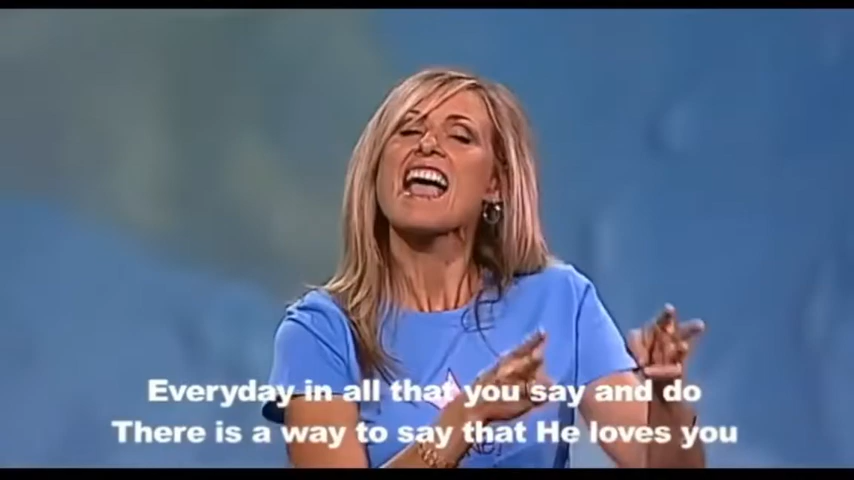 Everyday in all that you say and do
There is a way to say that He loves you